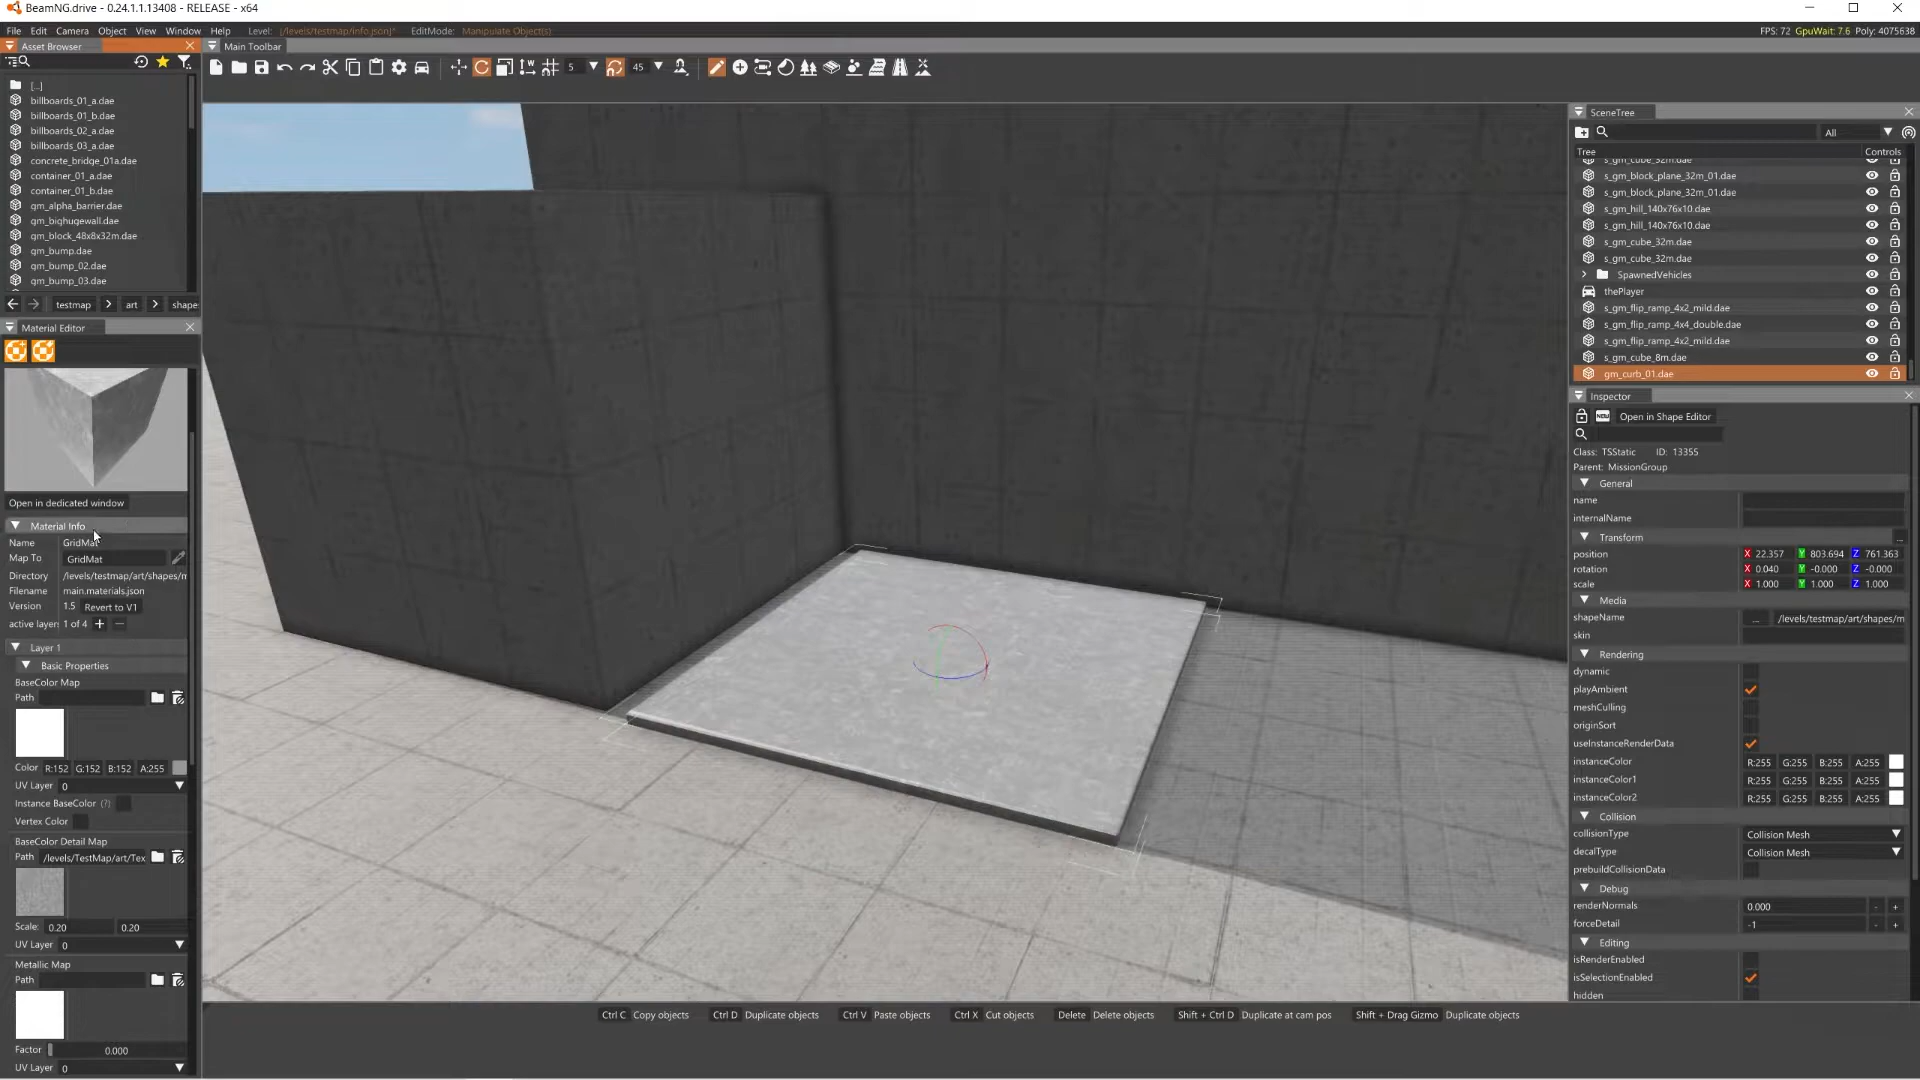 BeamNG.drive - 0.24.1.1.13408 - RELEASE - x64
File Edit Camera Object View Window Help Level: [/levels/testmap/info.json]* EditMode: Manipulate Object(s) FPS: 72 GpuWait: 7.6 Poly: 4075638
Asset Browser
Main Toolbar
5
45
[...]
billboards_01_a.dae
billboards_01_b.dae
billboards_02_a.dae
billboards_03_a.dae
concrete_bridge_01a.dae
container_01_a.dae
container_01_b.dae
gm_alpha_barrier.dae
gm_bighugewall.dae
gm_block_48x8x32m.dae
gm_bump.dae
gm_bump_02.dae
gm_bump_03.dae
testmap > art > shape
Material Editor
Open in dedicated window
Material Info
Name GridMat
Map To GridMat
Directory /levels/testmap/art/shapes/m
Filename main.materials.json
Version 1.5 Revert to V1
active layers 1 of 4 + -
Layer 1
Basic Properties
BaseColor Map
Path
Color R:152 G:152 B:152 A:255
UV Layer 0
Instance BaseColor (?)
Vertex Color
BaseColor Detail Map
Path /levels/TestMap/art/Tex
Scale: 0.20 0.20
UV Layer 0
Metallic Map
Path
Factor 0.000
UV Layer 0
Ctrl C Copy objects Ctrl D Duplicate objects Ctrl V Paste objects Ctrl X Cut objects Delete Delete objects Shift + Ctrl D Duplicate at cam pos Shift + Drag Gizmo Duplicate objects
SceneTree
All
Tree Controls
s_gm_cube_32m.dae
s_gm_block_plane_32m_01.dae
s_gm_block_plane_32m_01.dae
s_gm_hill_140x76x10.dae
s_gm_hill_140x76x10.dae
s_gm_cube_32m.dae
s_gm_cube_32m.dae
SpawnedVehicles
thePlayer
s_gm_flip_ramp_4x2_mild.dae
s_gm_flip_ramp_4x4_double.dae
s_gm_flip_ramp_4x2_mild.dae
s_gm_cube_8m.dae
gm_curb_01.dae
Inspector
NEW Open in Shape Editor
Class: TSStatic ID: 13355
Parent: MissionGroup
General
name
internalName
Transform ...
position X 22.357 Y 803.694 Z 761.363
rotation X 0.040 Y -0.000 Z -0.000
scale X 1.000 Y 1.000 Z 1.000
Media
shapeName ... /levels/testmap/art/shapes/m
skin
Rendering
dynamic
playAmbient
meshCulling
originSort
useInstanceRenderData
instanceColor R:255 G:255 B:255 A:255
instanceColor1 R:255 G:255 B:255 A:255
instanceColor2 R:255 G:255 B:255 A:255
Collision
collisionType Collision Mesh
decalType Collision Mesh
prebuildCollisionData
Debug
renderNormals 0.000 - +
forceDetail -1 - +
Editing
isRenderEnabled
isSelectionEnabled
hidden